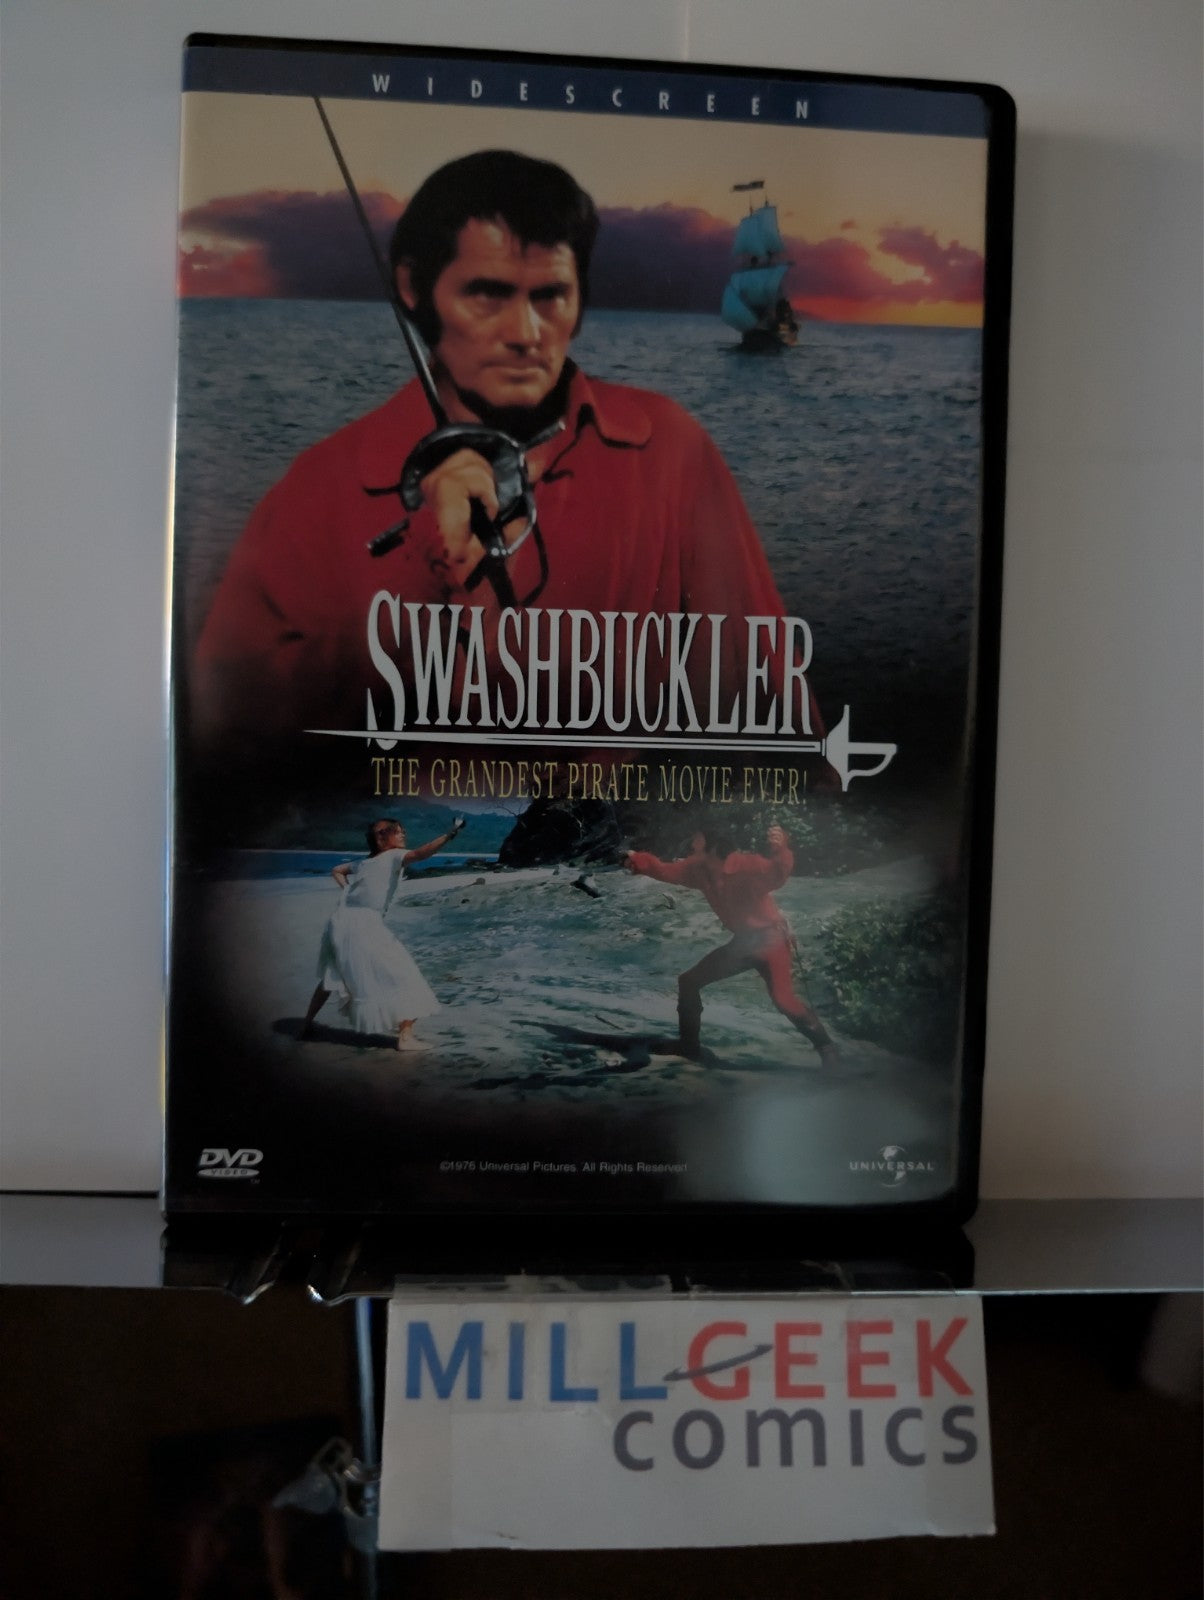 WIDESCREEN
SWASHBUCKLER
THE GRANDEST PIRATE MOVIE EVER!
DVD
VIDEO
©1976 Universal Pictures. All Rights Reserved
UNIVERSAL
MILLGEEK
comics